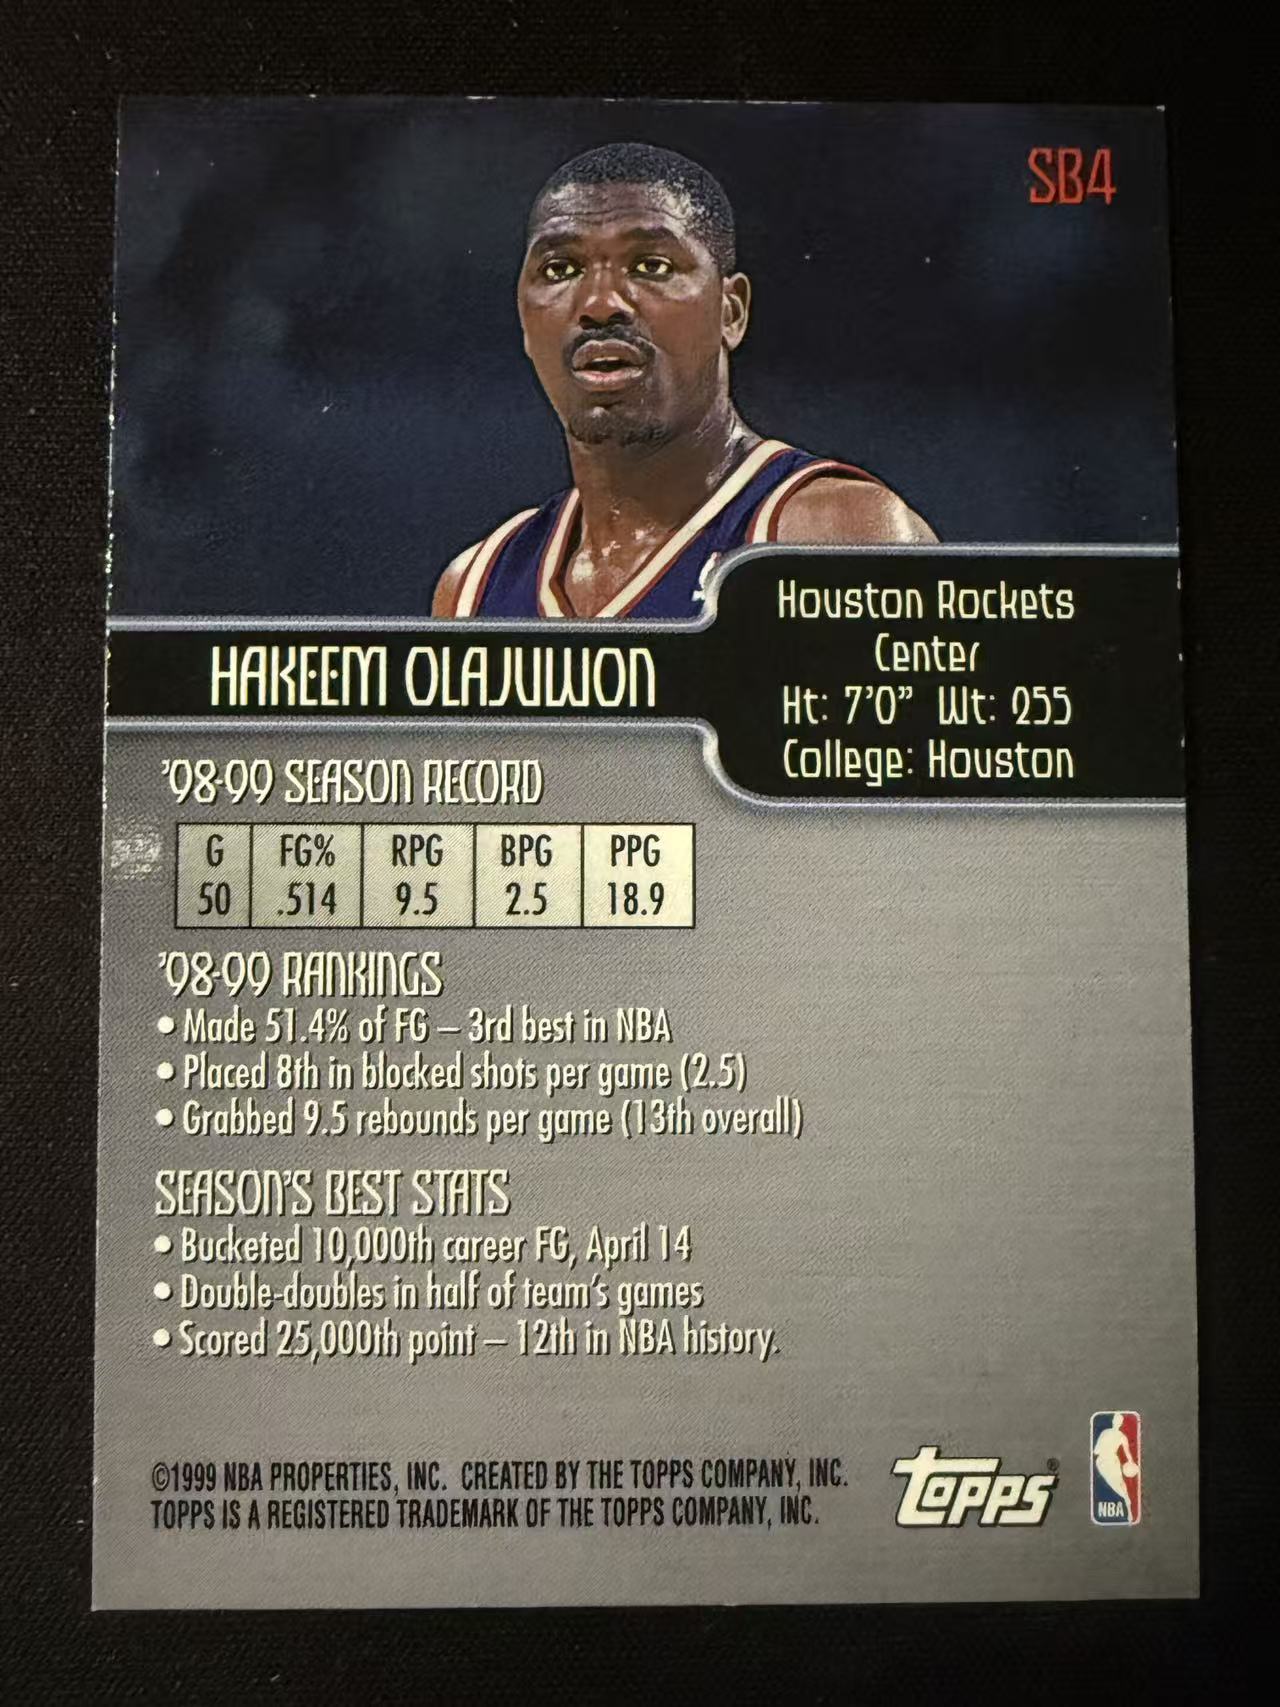 SB4
Houston Rockets
Center
Ht: 7'0” Wt: 255
College: Houston
HAKEEM OLAJUWON
'98-99 SEASON RECORD
G FG% RPG BPG PPG
50 .514 9.5 2.5 18.9
'98-99 RANKINGS
• Made 51.4% of FG – 3rd best in NBA
• Placed 8th in blocked shots per game (2.5)
• Grabbed 9.5 rebounds per game (13th overall)
SEASON'S BEST STATS
• Bucketed 10,000th career FG, April 14
• Double-doubles in half of team's games
• Scored 25,000th point – 12th in NBA history.
©1999 NBA PROPERTIES, INC. CREATED BY THE TOPPS COMPANY, INC.
TOPPS IS A REGISTERED TRADEMARK OF THE TOPPS COMPANY, INC.
Topps®
NBA